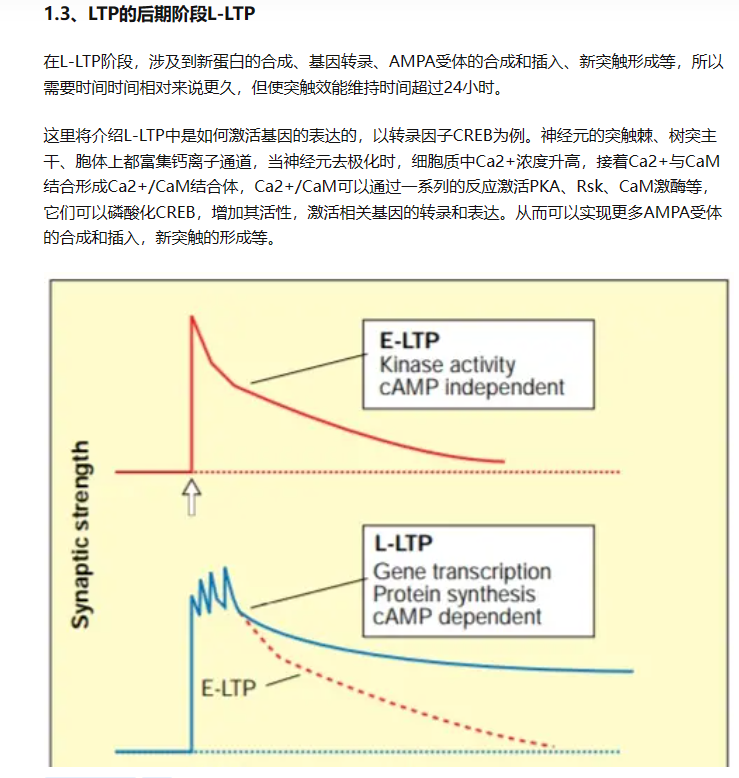 1.3、LTP的后期阶段L-LTP
在L-LTP阶段，涉及到新蛋白的合成、基因转录、AMPA受体的合成和插入、新突触形成等，所以
需要时间时间相对来说更久，但使突触效能维持时间超过24小时。
这里将介绍L-LTP中是如何激活基因的表达的，以转录因子CREB为例。神经元的突触棘、树突主
干、胞体上都富集钙离子通道，当神经元去极化时，细胞质中Ca2+浓度升高，接着Ca2+与CaM
结合形成Ca2+/CaM结合体，Ca2+/CaM可以通过一系列的反应激活PKA、Rsk、CaM激酶等，
它们可以磷酸化CREB，增加其活性，激活相关基因的转录和表达。从而可以实现更多AMPA受体
的合成和插入，新突触的形成等。
E-LTP
Kinase activity
cAMP independent
Synaptic strength
L-LTP
Gene transcription
Protein synthesis
cAMP dependent
E-LTP